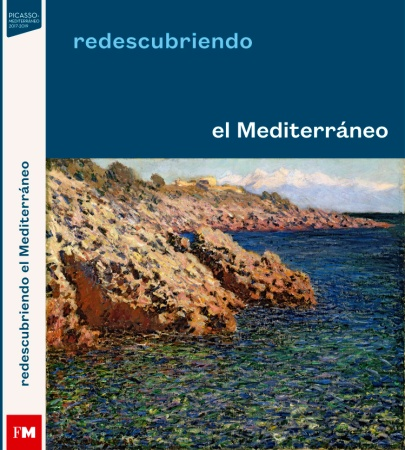 PICASSO-
MEDITERRÁNEO
2017-2019
redescubriendo
el Mediterráneo
redescubriendo el Mediterráneo
FM